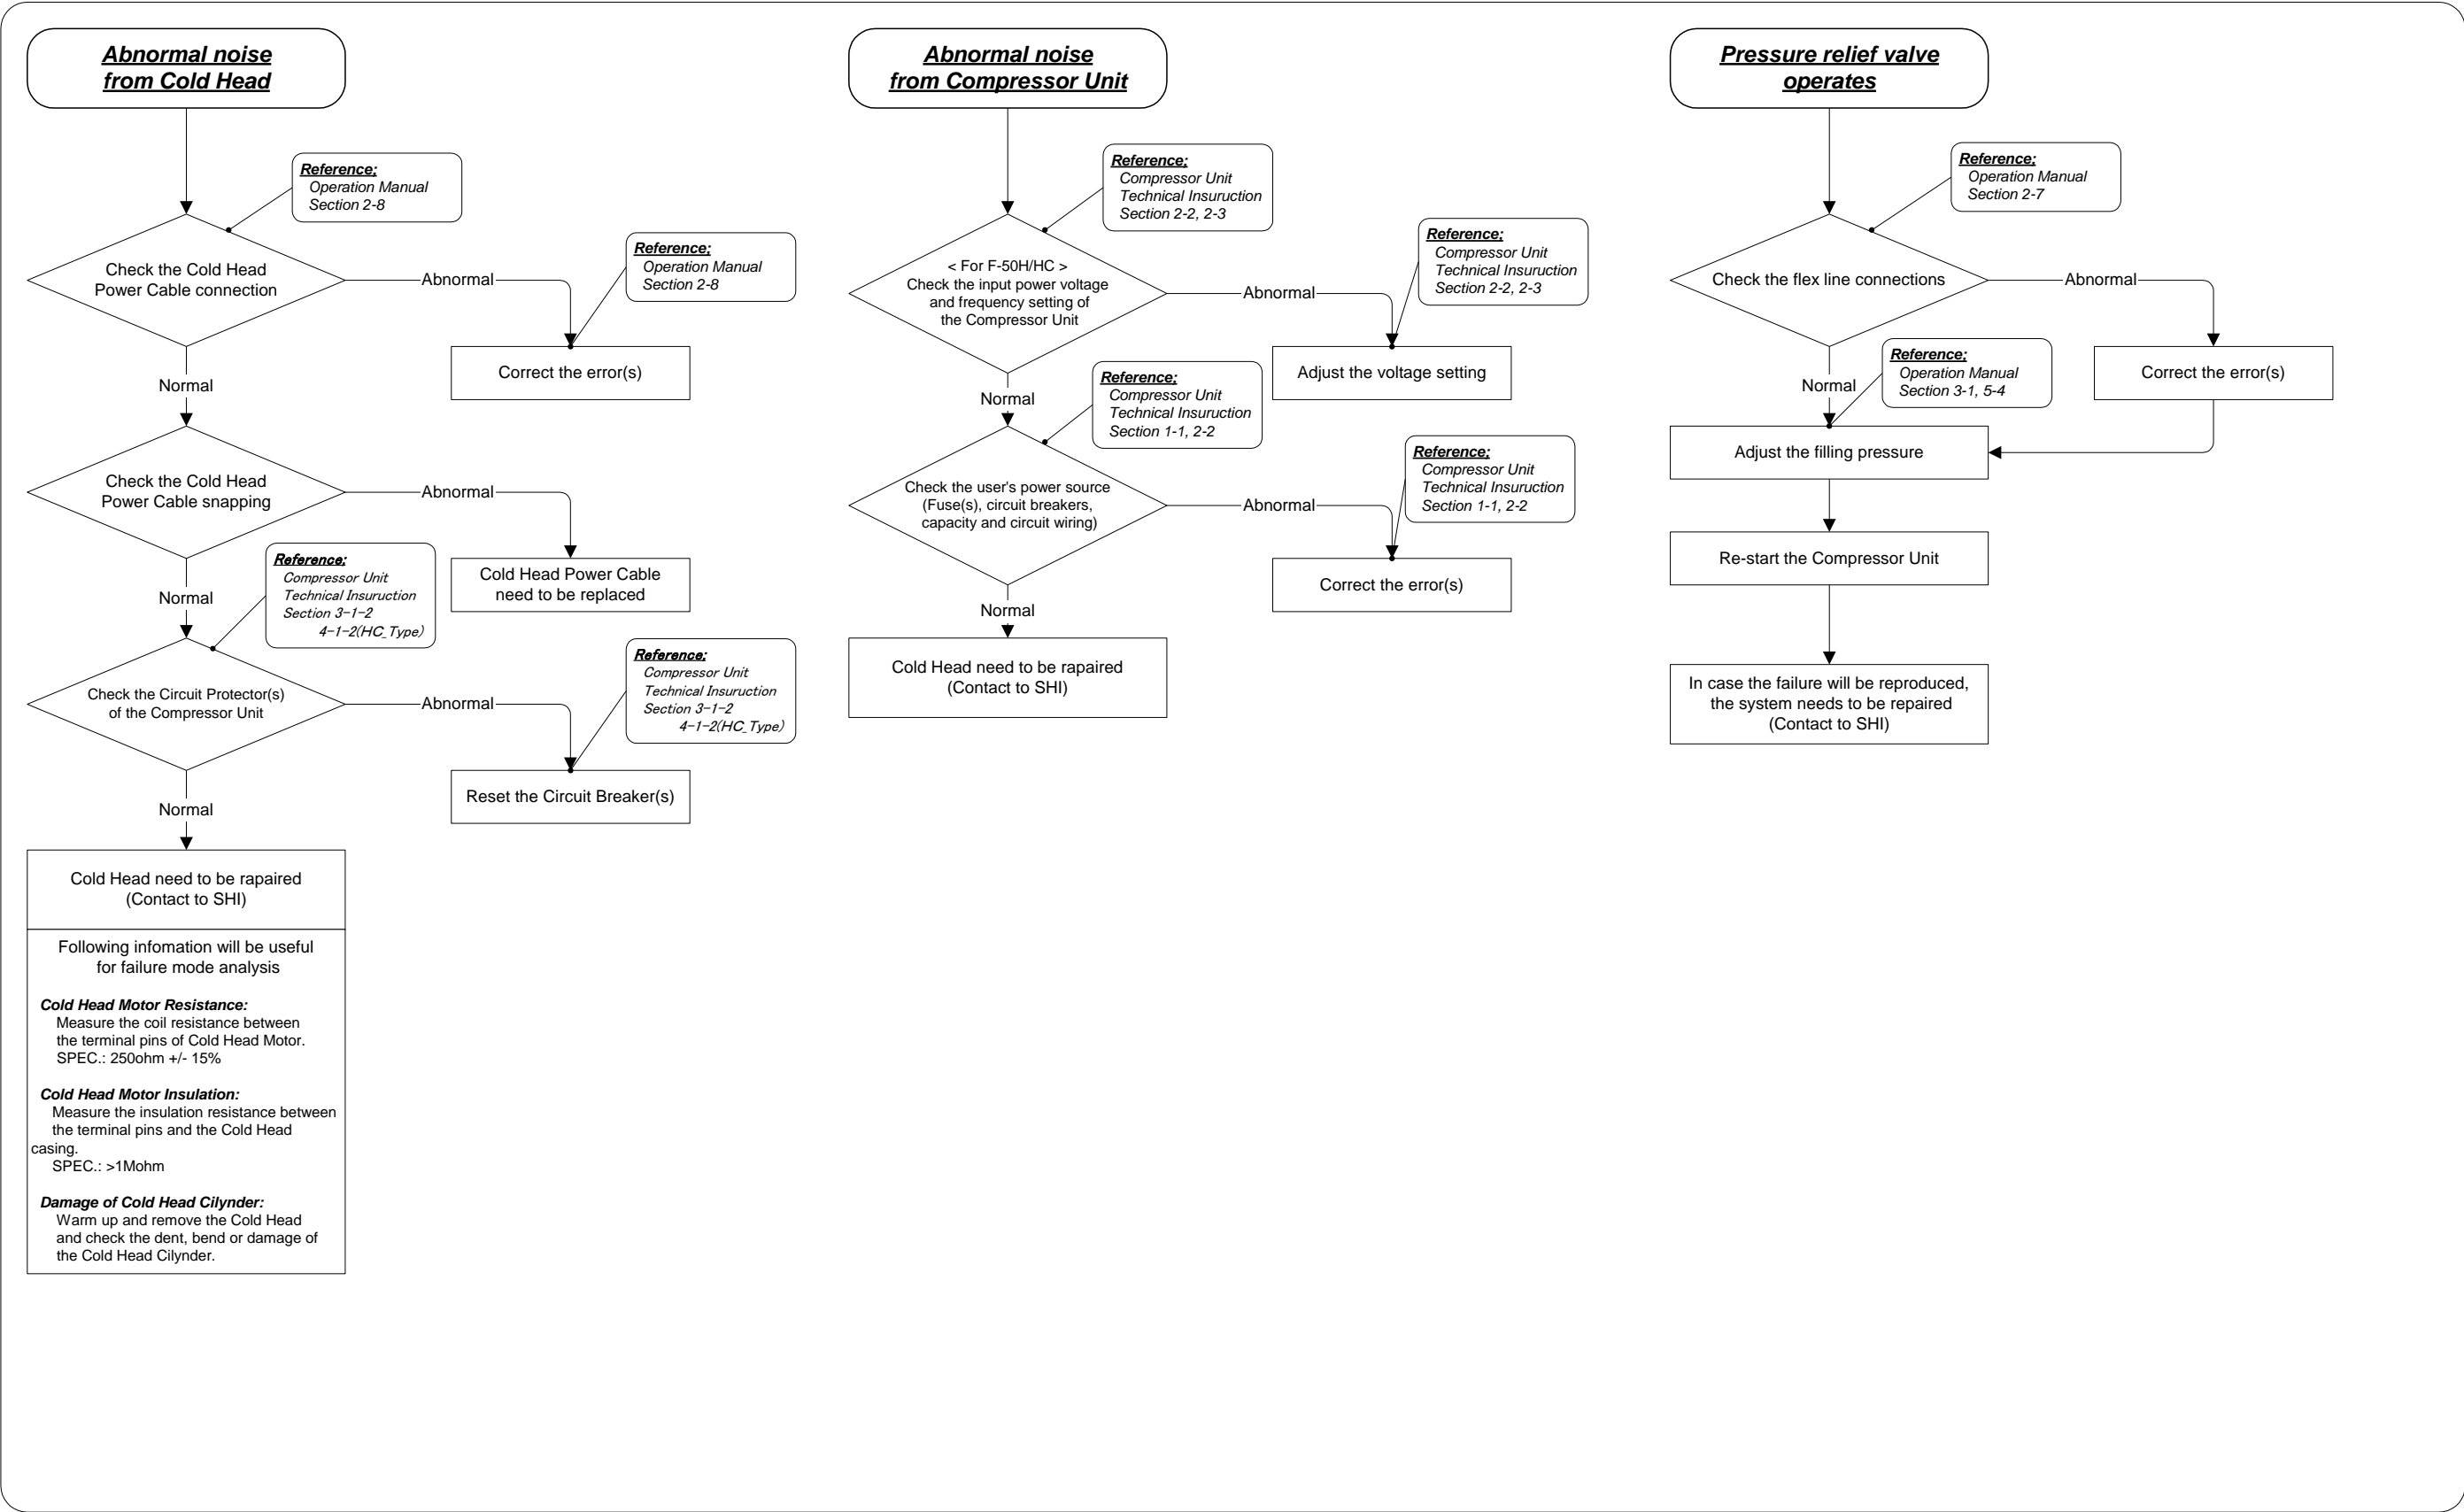 Abnormal noise
from Cold Head
Reference;
Operation Manual
Section 2-8
Check the Cold Head
Power Cable connection
Abnormal
Reference;
Operation Manual
Section 2-8
Correct the error(s)
Normal
Check the Cold Head
Power Cable snapping
Abnormal
Cold Head Power Cable
need to be replaced
Normal
Reference;
Compressor Unit
Technical Insuruction
Section 3-1-2
4-1-2(HC_Type)
Check the Circuit Protector(s)
of the Compressor Unit
Abnormal
Reference;
Compressor Unit
Technical Insuruction
Section 3-1-2
4-1-2(HC_Type)
Reset the Circuit Breaker(s)
Normal
Cold Head need to be rapaired
(Contact to SHI)
Following infomation will be useful
for failure mode analysis
Cold Head Motor Resistance:
Measure the coil resistance between
the terminal pins of Cold Head Motor.
SPEC.: 250ohm +/- 15%
Cold Head Motor Insulation:
Measure the insulation resistance between
the terminal pins and the Cold Head
casing.
SPEC.: >1Mohm
Damage of Cold Head Cilynder:
Warm up and remove the Cold Head
and check the dent, bend or damage of
the Cold Head Cilynder.
Abnormal noise
from Compressor Unit
Reference;
Compressor Unit
Technical Insuruction
Section 2-2, 2-3
< For F-50H/HC >
Check the input power voltage
and frequency setting of
the Compressor Unit
Abnormal
Reference;
Compressor Unit
Technical Insuruction
Section 2-2, 2-3
Adjust the voltage setting
Normal
Reference;
Compressor Unit
Technical Insuruction
Section 1-1, 2-2
Check the user's power source
(Fuse(s), circuit breakers,
capacity and circuit wiring)
Abnormal
Reference;
Compressor Unit
Technical Insuruction
Section 1-1, 2-2
Correct the error(s)
Normal
Cold Head need to be rapaired
(Contact to SHI)
Pressure relief valve
operates
Reference;
Operation Manual
Section 2-7
Check the flex line connections
Abnormal
Correct the error(s)
Normal
Reference;
Operation Manual
Section 3-1, 5-4
Adjust the filling pressure
Re-start the Compressor Unit
In case the failure will be reproduced,
the system needs to be repaired
(Contact to SHI)